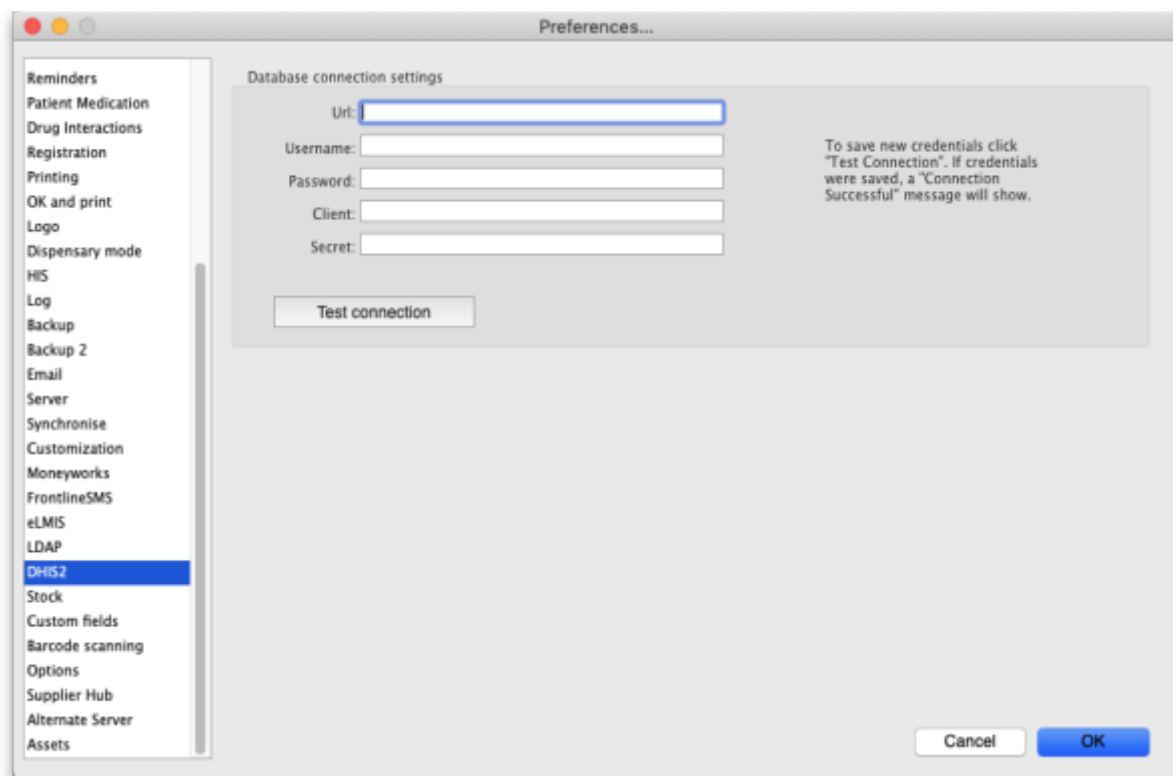 Preferences...
Reminders
Patient Medication
Drug Interactions
Registration
Printing
OK and print
Logo
Dispensary mode
HIS
Log
Backup
Backup 2
Email
Server
Synchronise
Customization
Moneyworks
FrontlineSMS
eLMIS
LDAP
DHIS2
Stock
Custom fields
Barcode scanning
Options
Supplier Hub
Alternate Server
Assets
Database connection settings
Url:
Username:
Password:
Client:
Secret:
To save new credentials click
"Test Connection". If credentials
were saved, a "Connection
Successful" message will show.
Test connection
Cancel
OK